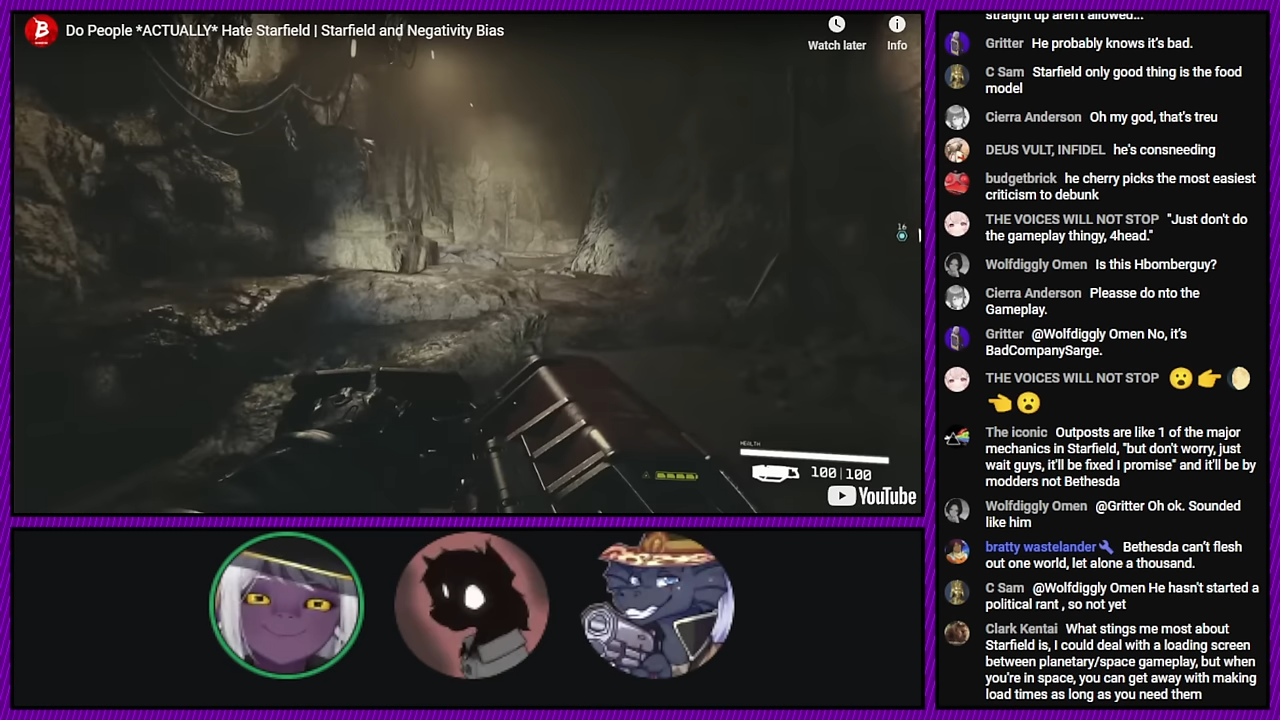 Do People *ACTUALLY* Hate Starfield | Starfield and Negativity Bias
Watch later
Info
16
HEALTH
100|100
YouTube
straight up aren't allowed...
Gritter He probably knows it's bad.
C Sam Starfield only good thing is the food
model
Cierra Anderson Oh my god, that's treu
DEUS VULT, INFIDEL he's consneeding
budgetbrick he cherry picks the most easiest
criticism to debunk
THE VOICES WILL NOT STOP "Just don't do
the gameplay thingy, 4head."
Wolfdiggly Omen Is this Hbomberguy?
Cierra Anderson Pleasse do nto the
Gameplay.
Gritter @Wolfdiggly Omen No, it's
BadCompanySarge.
THE VOICES WILL NOT STOP 😮👉🌔
👈😮
The iconic Outposts are like 1 of the major
mechanics in Starfield, "but don't worry, just
wait guys, it'll be fixed I promise" and it'll be by
modders not Bethesda
Wolfdiggly Omen @Gritter Oh ok. Sounded
like him
bratty wastelander Bethesda can't flesh
out one world, let alone a thousand.
C Sam @Wolfdiggly Omen He hasn't started a
political rant , so not yet
Clark Kentai What stings me most about
Starfield is, I could deal with a loading screen
between planetary/space gameplay, but when
you're in space, you can get away with making
load times as long as you need them